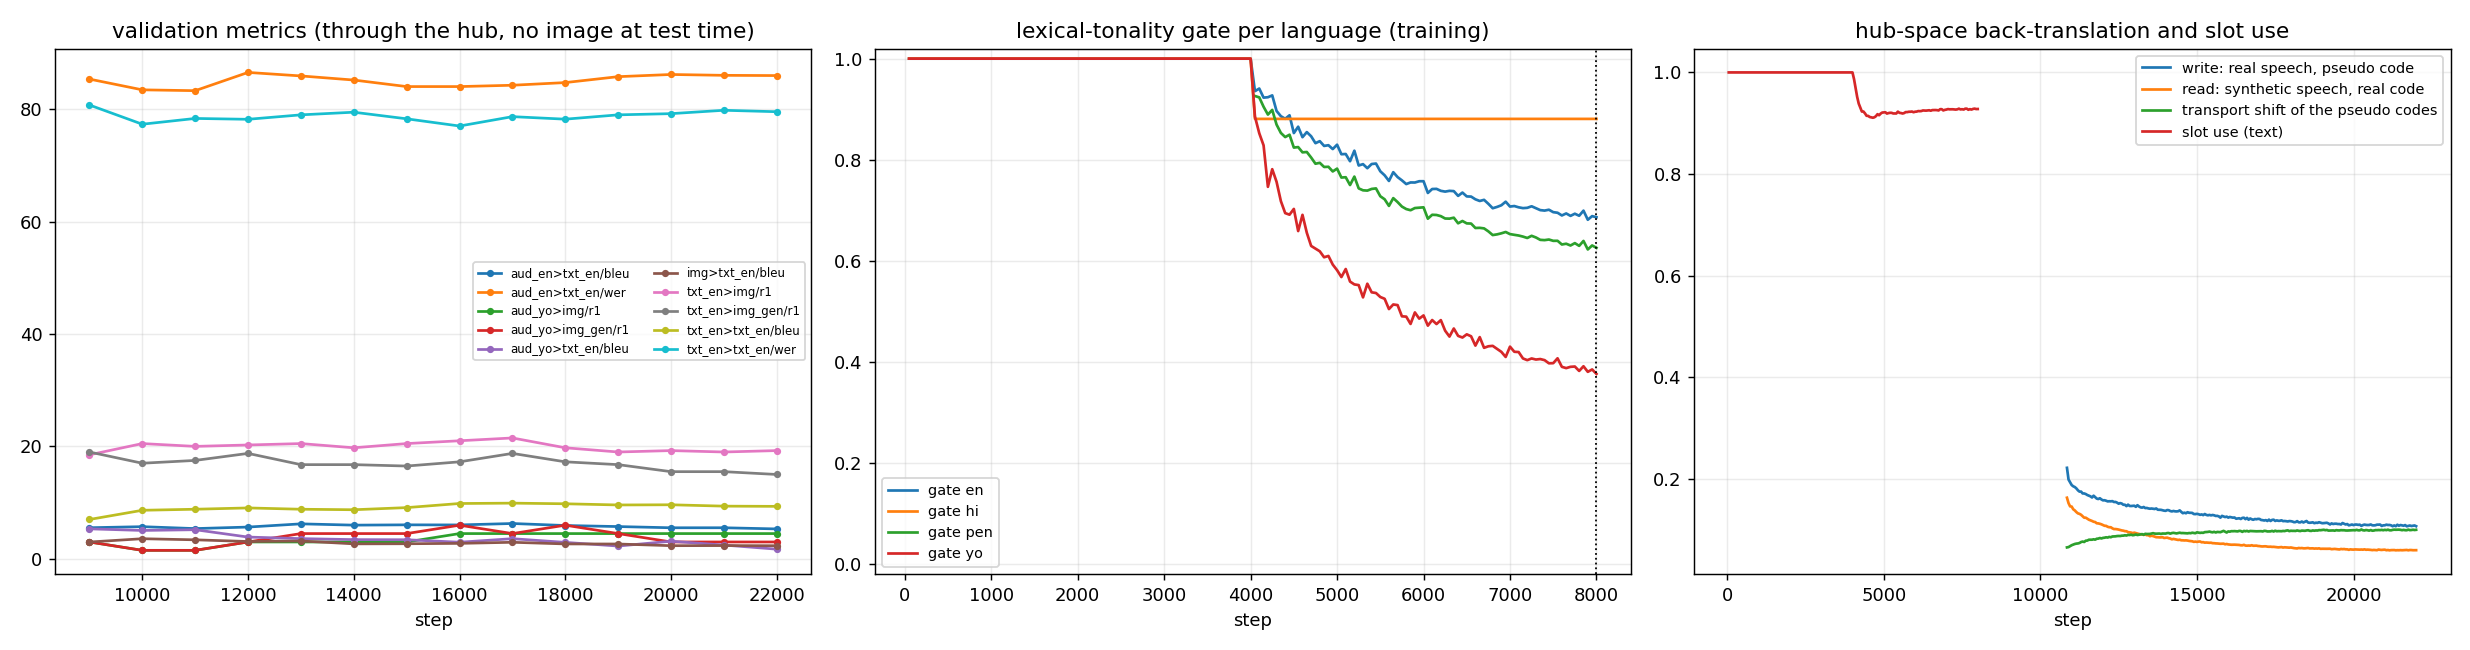 validation metrics (through the hub, no image at test time)
80
60
40
20
0
10000 12000 14000 16000 18000 20000 22000
step
aud_en>txt_en/bleu
aud_en>txt_en/wer
aud_yo>img/r1
aud_yo>img_gen/r1
aud_yo>txt_en/bleu
img>txt_en/bleu
txt_en>img/r1
txt_en>img_gen/r1
txt_en>txt_en/bleu
txt_en>txt_en/wer
lexical-tonality gate per language (training)
1.0
0.8
0.6
0.4
0.2
0.0
0 1000 2000 3000 4000 5000 6000 7000 8000
step
gate en
gate hi
gate pen
gate yo
hub-space back-translation and slot use
1.0
0.8
0.6
0.4
0.2
0 5000 10000 15000 20000
step
write: real speech, pseudo code
read: synthetic speech, real code
transport shift of the pseudo codes
slot use (text)